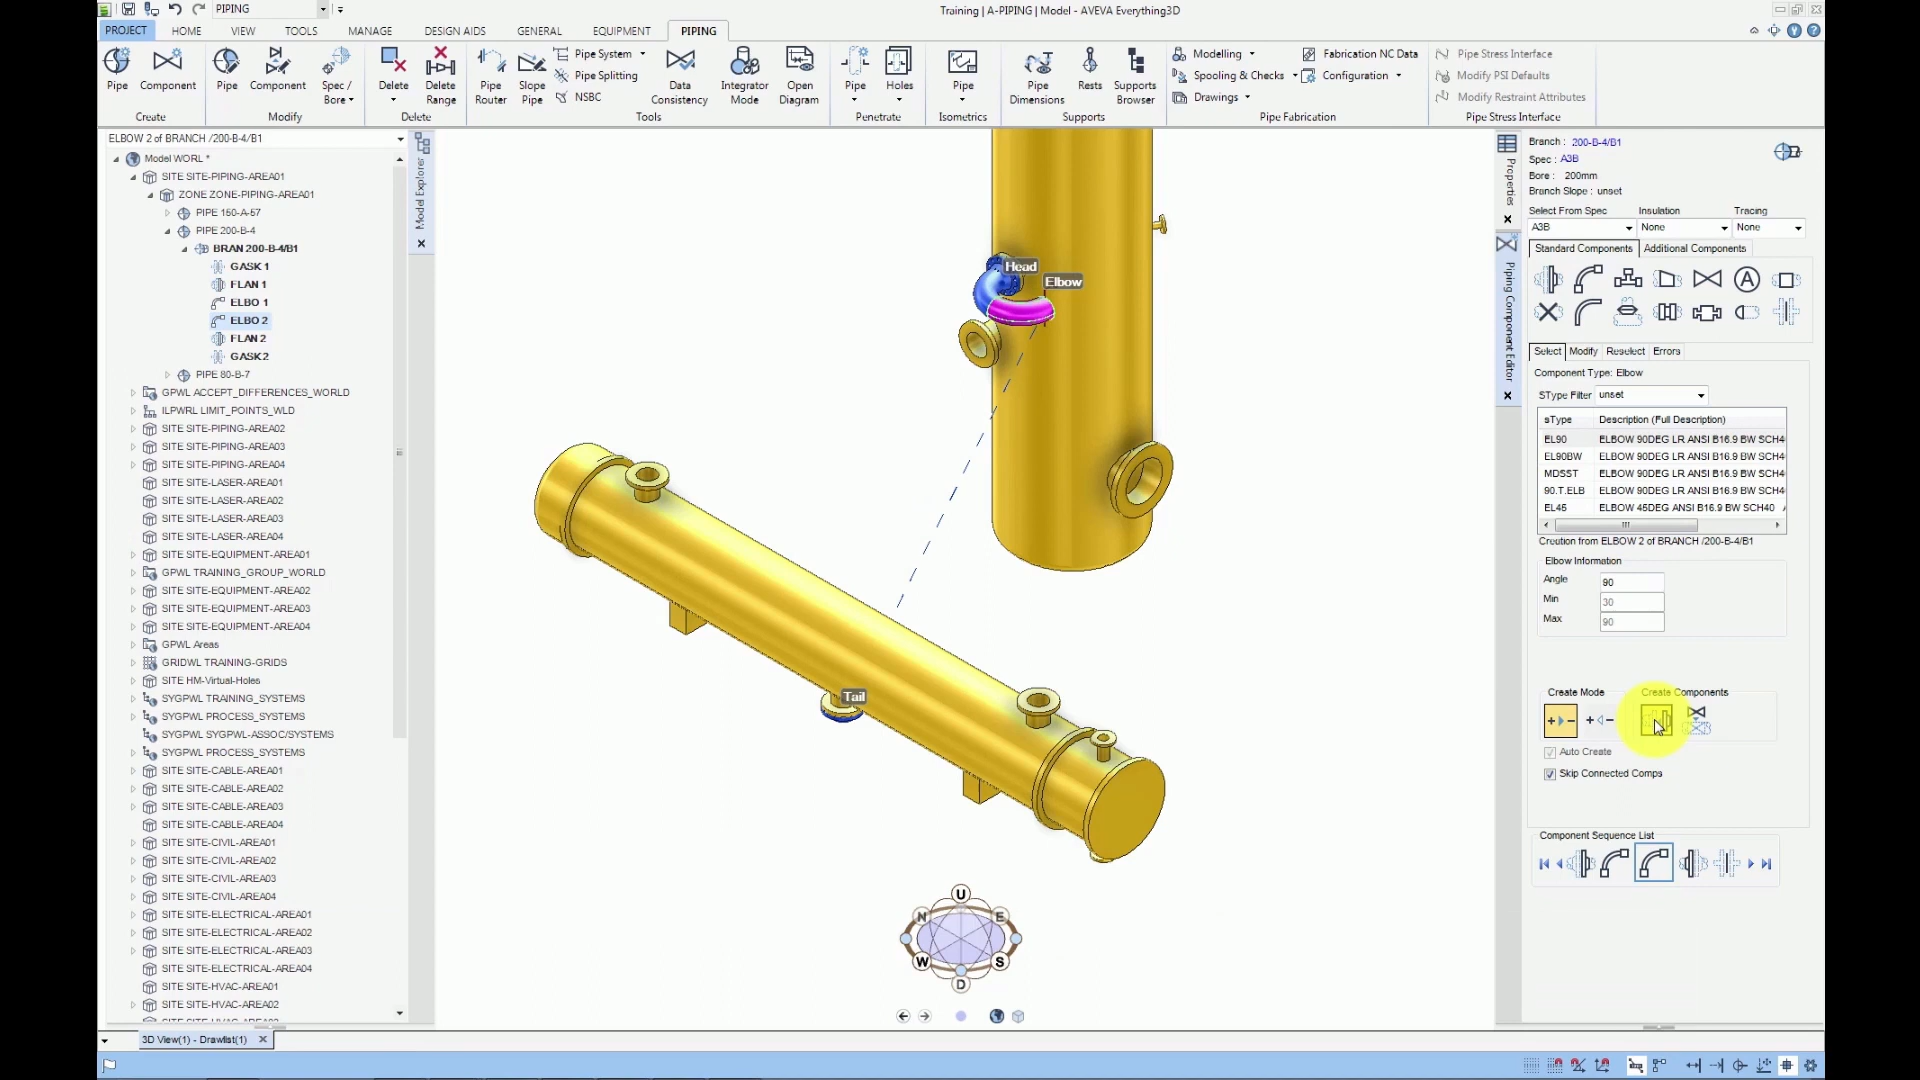 PIPING
Training | A-PIPING | Model - AVEVA Everything3D
PROJECT HOME VIEW TOOLS MANAGE DESIGN AIDS GENERAL EQUIPMENT PIPING
Pipe Component Pipe Component Spec / Bore Delete Delete Range Pipe Router Slope Pipe
Pipe System
Pipe Splitting
NSBC
Data Consistency Integrator Mode Open Diagram Pipe Holes Pipe Pipe Dimensions Rests Supports Browser
Modelling
Spooling & Checks
Drawings
Fabrication NC Data
Configuration
Pipe Stress Interface
Modify PSI Defaults
Modify Restraint Attributes
Create Modify Delete Tools Penetrate Isometrics Supports Pipe Fabrication Pipe Stress Interface
ELBOW 2 of BRANCH /200-B-4/B1
Model WORL *
SITE SITE-PIPING-AREA01
ZONE ZONE-PIPING-AREA01
PIPE 150-A-57
PIPE 200-B-4
BRAN 200-B-4/B1
GASK 1
FLAN 1
ELBO 1
ELBO 2
FLAN 2
GASK 2
PIPE 80-B-7
GPWL ACCEPT_DIFFERENCES_WORLD
ILPWRL LIMIT_POINTS_WLD
SITE SITE-PIPING-AREA02
SITE SITE-PIPING-AREA03
SITE SITE-PIPING-AREA04
SITE SITE-LASER-AREA01
SITE SITE-LASER-AREA02
SITE SITE-LASER-AREA03
SITE SITE-LASER-AREA04
SITE SITE-EQUIPMENT-AREA01
GPWL TRAINING_GROUP_WORLD
SITE SITE-EQUIPMENT-AREA02
SITE SITE-EQUIPMENT-AREA03
SITE SITE-EQUIPMENT-AREA04
GPWL Areas
GRIDWL TRAINING-GRIDS
SITE HM-Virtual-Holes
SYGPWL TRAINING_SYSTEMS
SYGPWL PROCESS_SYSTEMS
SYGPWL SYGPWL-ASSOC/SYSTEMS
SYGPWL PROCESS_SYSTEMS
SITE SITE-CABLE-AREA01
SITE SITE-CABLE-AREA02
SITE SITE-CABLE-AREA03
SITE SITE-CABLE-AREA04
SITE SITE-CIVIL-AREA01
SITE SITE-CIVIL-AREA02
SITE SITE-CIVIL-AREA03
SITE SITE-CIVIL-AREA04
SITE SITE-ELECTRICAL-AREA01
SITE SITE-ELECTRICAL-AREA02
SITE SITE-ELECTRICAL-AREA03
SITE SITE-ELECTRICAL-AREA04
SITE SITE-HVAC-AREA01
SITE SITE-HVAC-AREA02
SITE SITE-HVAC-AREA03
Model Explorer
Head
Elbow
Tail
U
N E
W S
D
3D View(1) - Drawlist(1)
Properties
Piping Component Editor
Branch : 200-B-4/B1
Spec : A3B
Bore : 200mm
Branch Slope : unset
Select From Spec Insulation Tracing
A3B None None
Standard Components Additional Components
A
Select Modify Reselect Errors
Component Type: Elbow
SType Filter unset
sType Description (Full Description)
EL90 ELBOW 90DEG LR ANSI B16.9 BW SCH4
EL90BW ELBOW 90DEG LR ANSI B16.9 BW SCH4
MDSST ELBOW 90DEG LR ANSI B16.9 BW SCH4
90.T.ELB ELBOW 90DEG LR ANSI B16.9 BW SCH4
EL45 ELBOW 45DEG ANSI B16.9 BW SCH40 A
Creation from ELBOW 2 of BRANCH /200-B-4/B1
Elbow Information
Angle 90
Min 30
Max 90
Create Mode Create Components
Auto Create
Skip Connected Comps
Component Sequence List